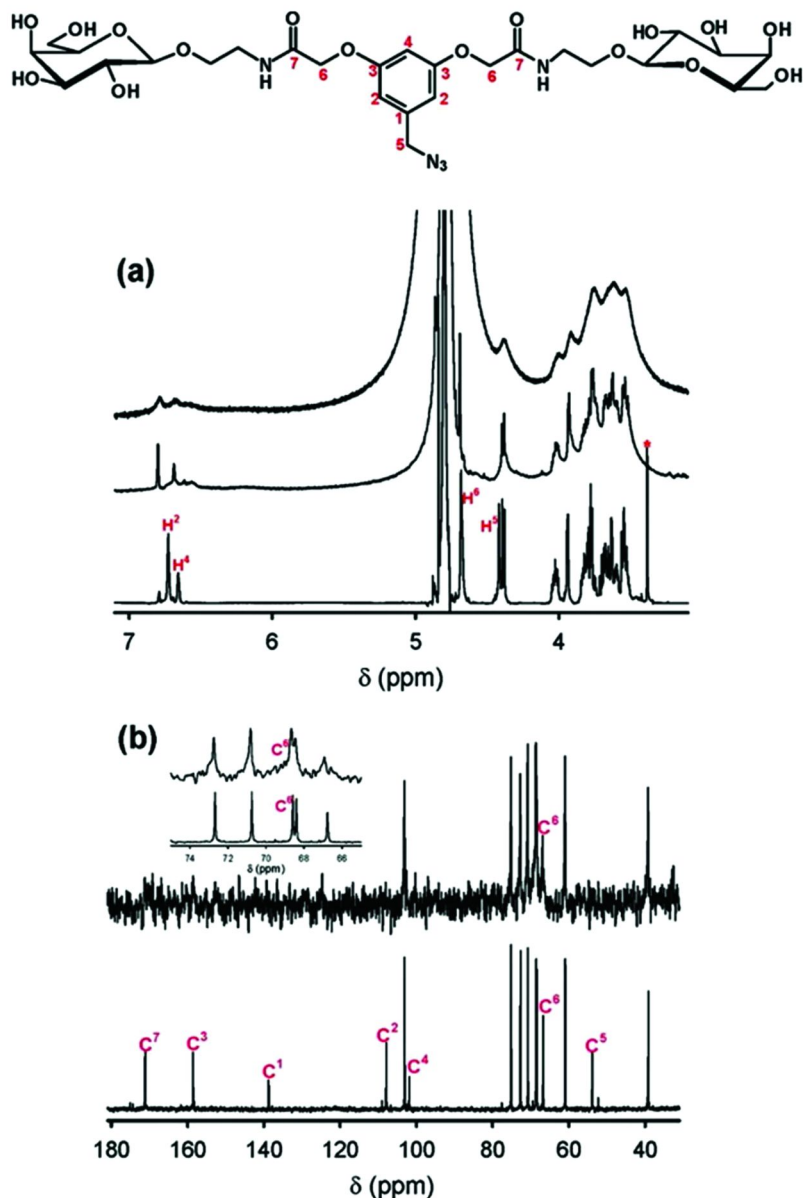 HO OH O OH HO OH
O O O O
HO OH O N H 7 6 O 3 4 3 O 6 7 N H O O OH
HO OH 2 2 HO
1
5
N3
(a)
*
H6
H2 H5
H4
7 6 5 4
δ (ppm)
(b)
C6
C6
74 72 70 68 66
δ (ppm)
C6
C7 C3 C1 C2 C4 C6 C5
180 160 140 120 100 80 60 40
δ (ppm)